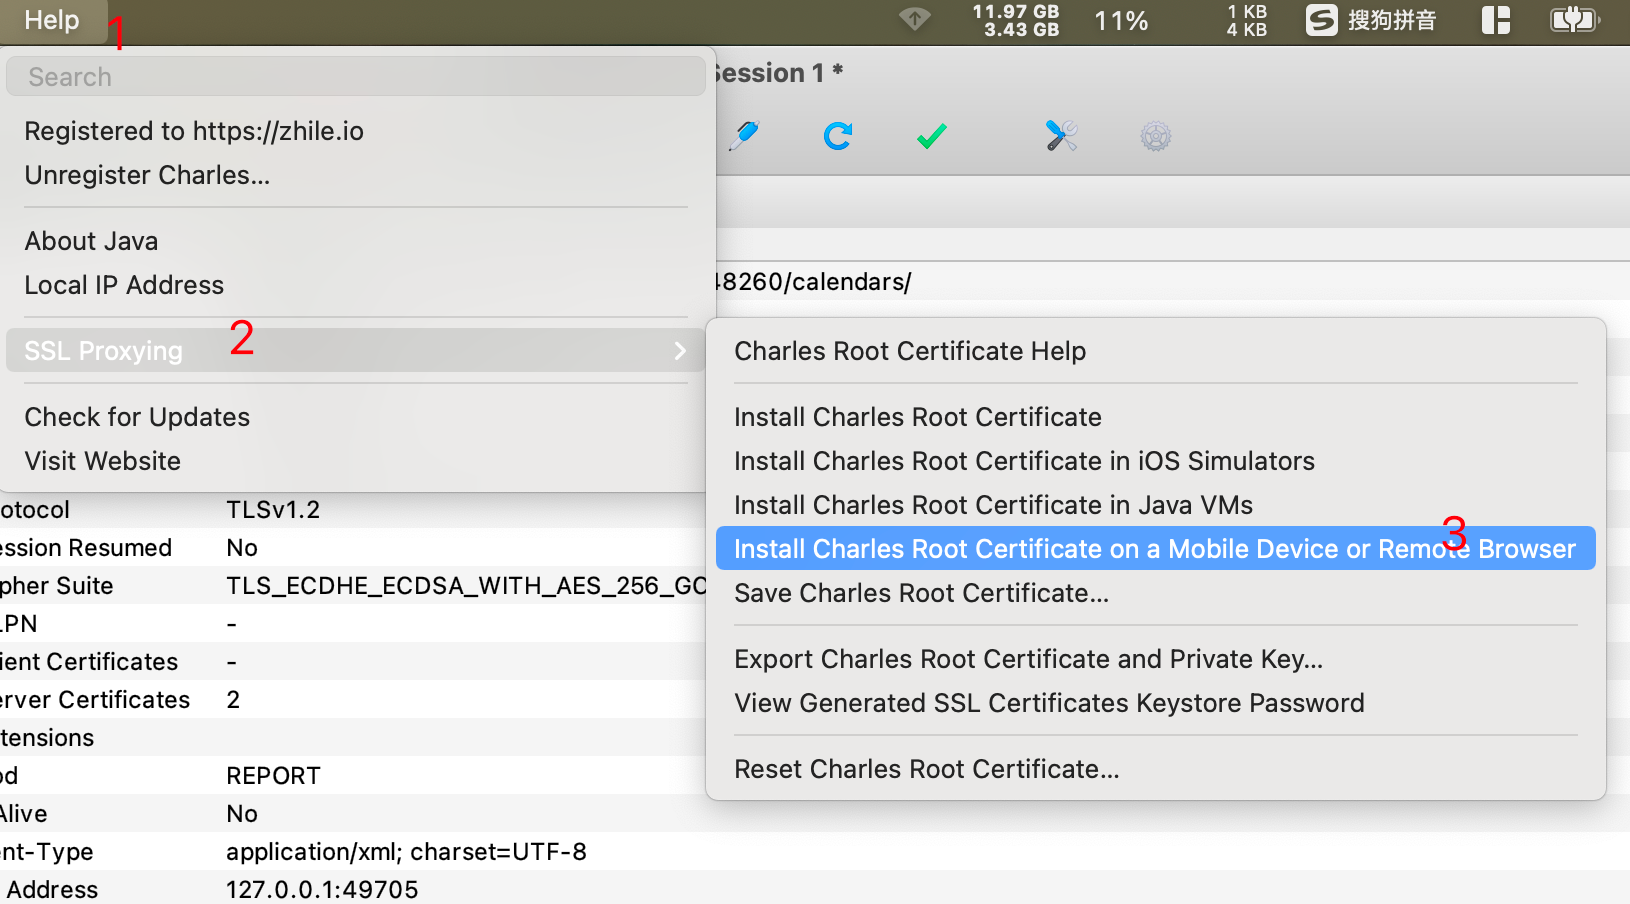 Help
1
11.97 GB
3.43 GB
11%
1 KB
4 KB
S 搜狗拼音
Search
Session 1 *
Registered to https://zhile.io
Unregister Charles...
About Java
Local IP Address
48260/calendars/
SSL Proxying
2
Check for Updates
Visit Website
Charles Root Certificate Help
Install Charles Root Certificate
Install Charles Root Certificate in iOS Simulators
Install Charles Root Certificate in Java VMs
3
Install Charles Root Certificate on a Mobile Device or Remote Browser
Save Charles Root Certificate...
Export Charles Root Certificate and Private Key...
View Generated SSL Certificates Keystore Password
Reset Charles Root Certificate...
otocol TLSv1.2
ession Resumed No
pher Suite TLS_ECDHE_ECDSA_WITH_AES_256_GC
LPN -
ient Certificates -
erver Certificates 2
tensions
od REPORT
Alive No
nt-Type application/xml; charset=UTF-8
Address 127.0.0.1:49705